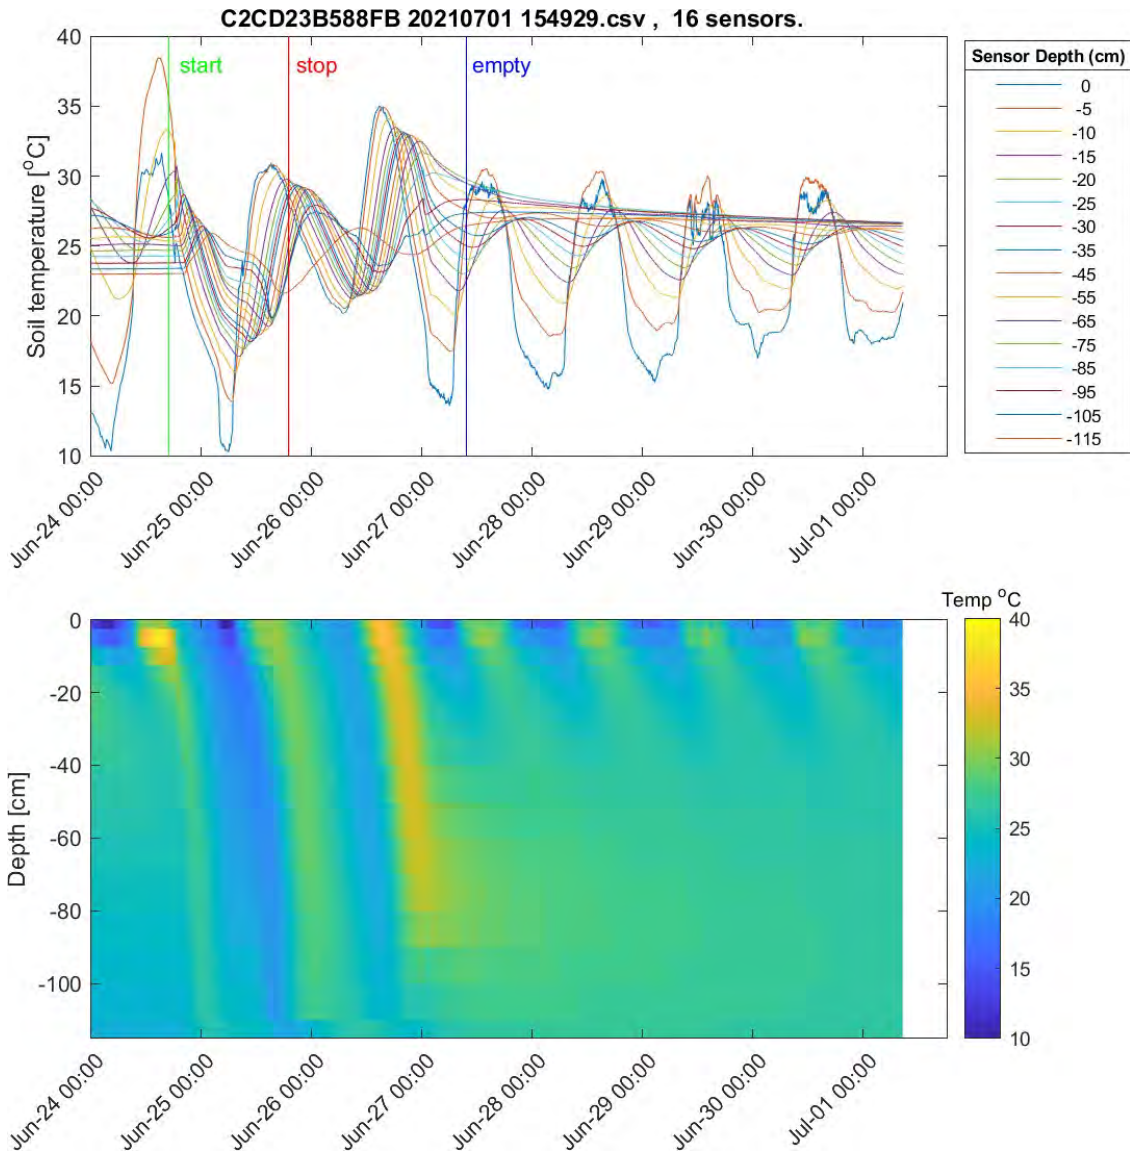 C2CD23B588FB 20210701 154929.csv , 16 sensors.
40
35
30
25
20
15
10
Soil temperature [°C]
start
stop
empty
Jun-24 00:00
Jun-25 00:00
Jun-26 00:00
Jun-27 00:00
Jun-28 00:00
Jun-29 00:00
Jun-30 00:00
Jul-01 00:00
Sensor Depth (cm)
0
-5
-10
-15
-20
-25
-30
-35
-45
-55
-65
-75
-85
-95
-105
-115
0
-20
-40
-60
-80
-100
Depth [cm]
Jun-24 00:00
Jun-25 00:00
Jun-26 00:00
Jun-27 00:00
Jun-28 00:00
Jun-29 00:00
Jun-30 00:00
Jul-01 00:00
Temp °C
40
35
30
25
20
15
10